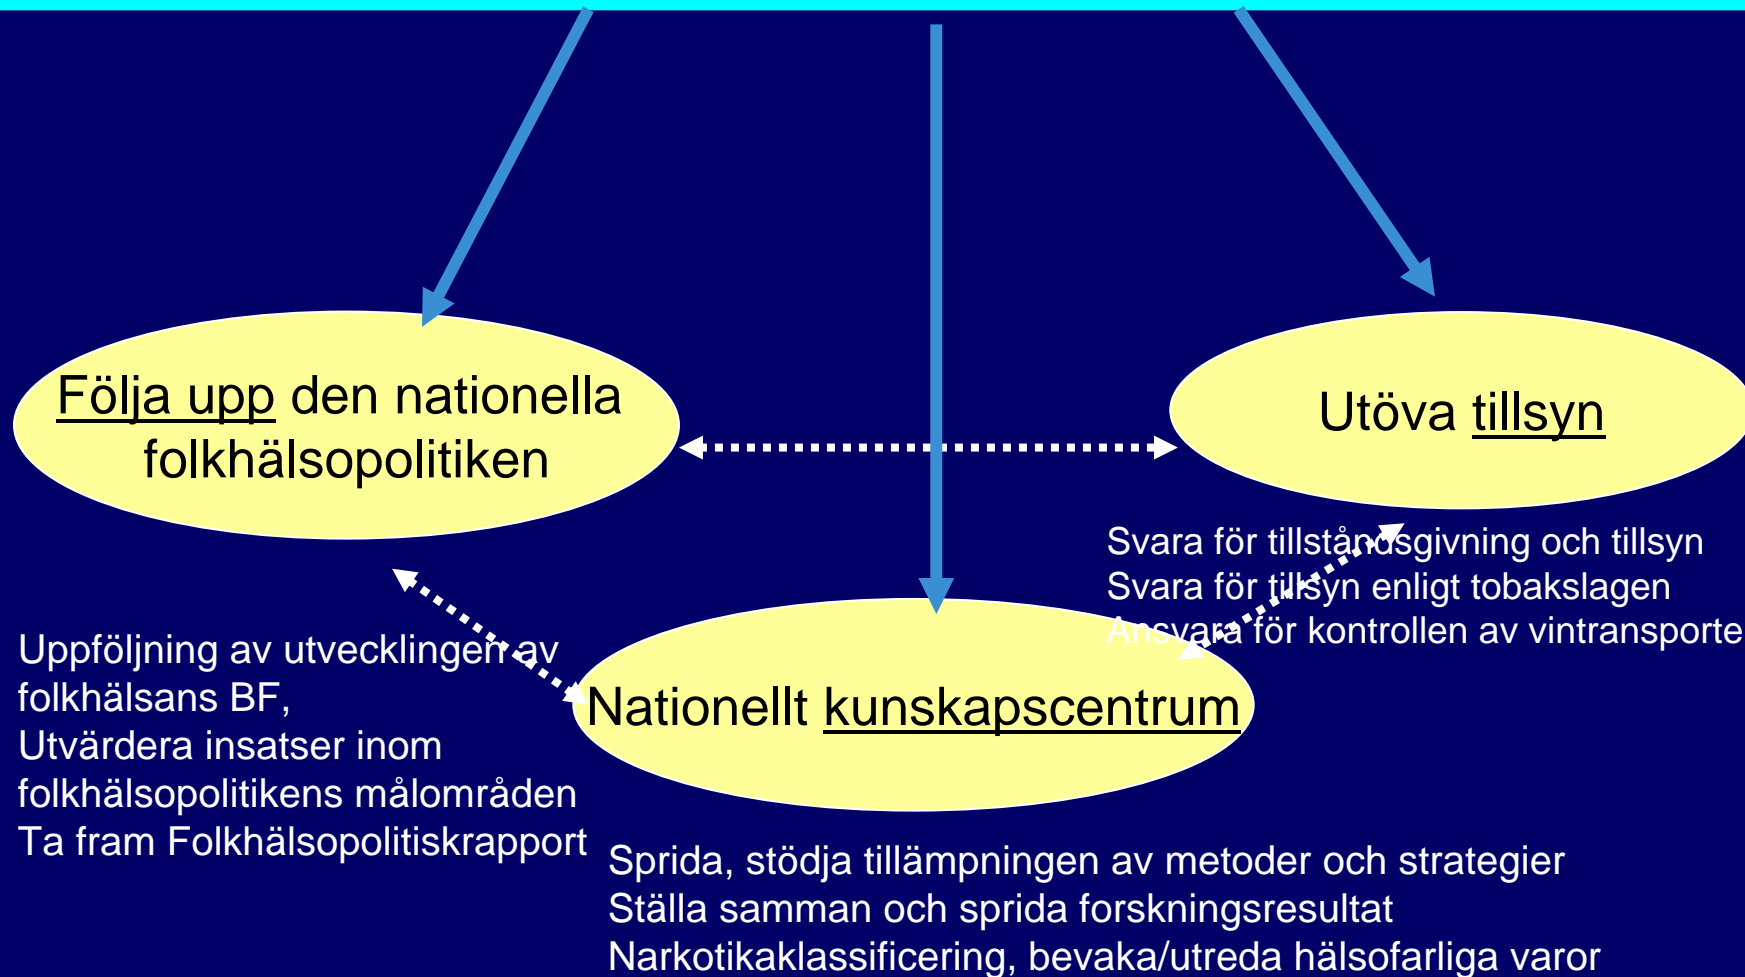 Följa upp den nationella
folkhälsopolitiken
Utöva tillsyn
Svara för tillståndsgivning och tillsyn
Svara för tillsyn enligt tobakslagen
Ansvara för kontrollen av vintransporte
Uppföljning av utvecklingen av
folkhälsans BF,
Utvärdera insatser inom
folkhälsopolitikens målområden
Ta fram Folkhälsopolitiskrapport
Nationellt kunskapscentrum
Sprida, stödja tillämpningen av metoder och strategier
Ställa samman och sprida forskningsresultat
Narkotikaklassificering, bevaka/utreda hälsofarliga varor